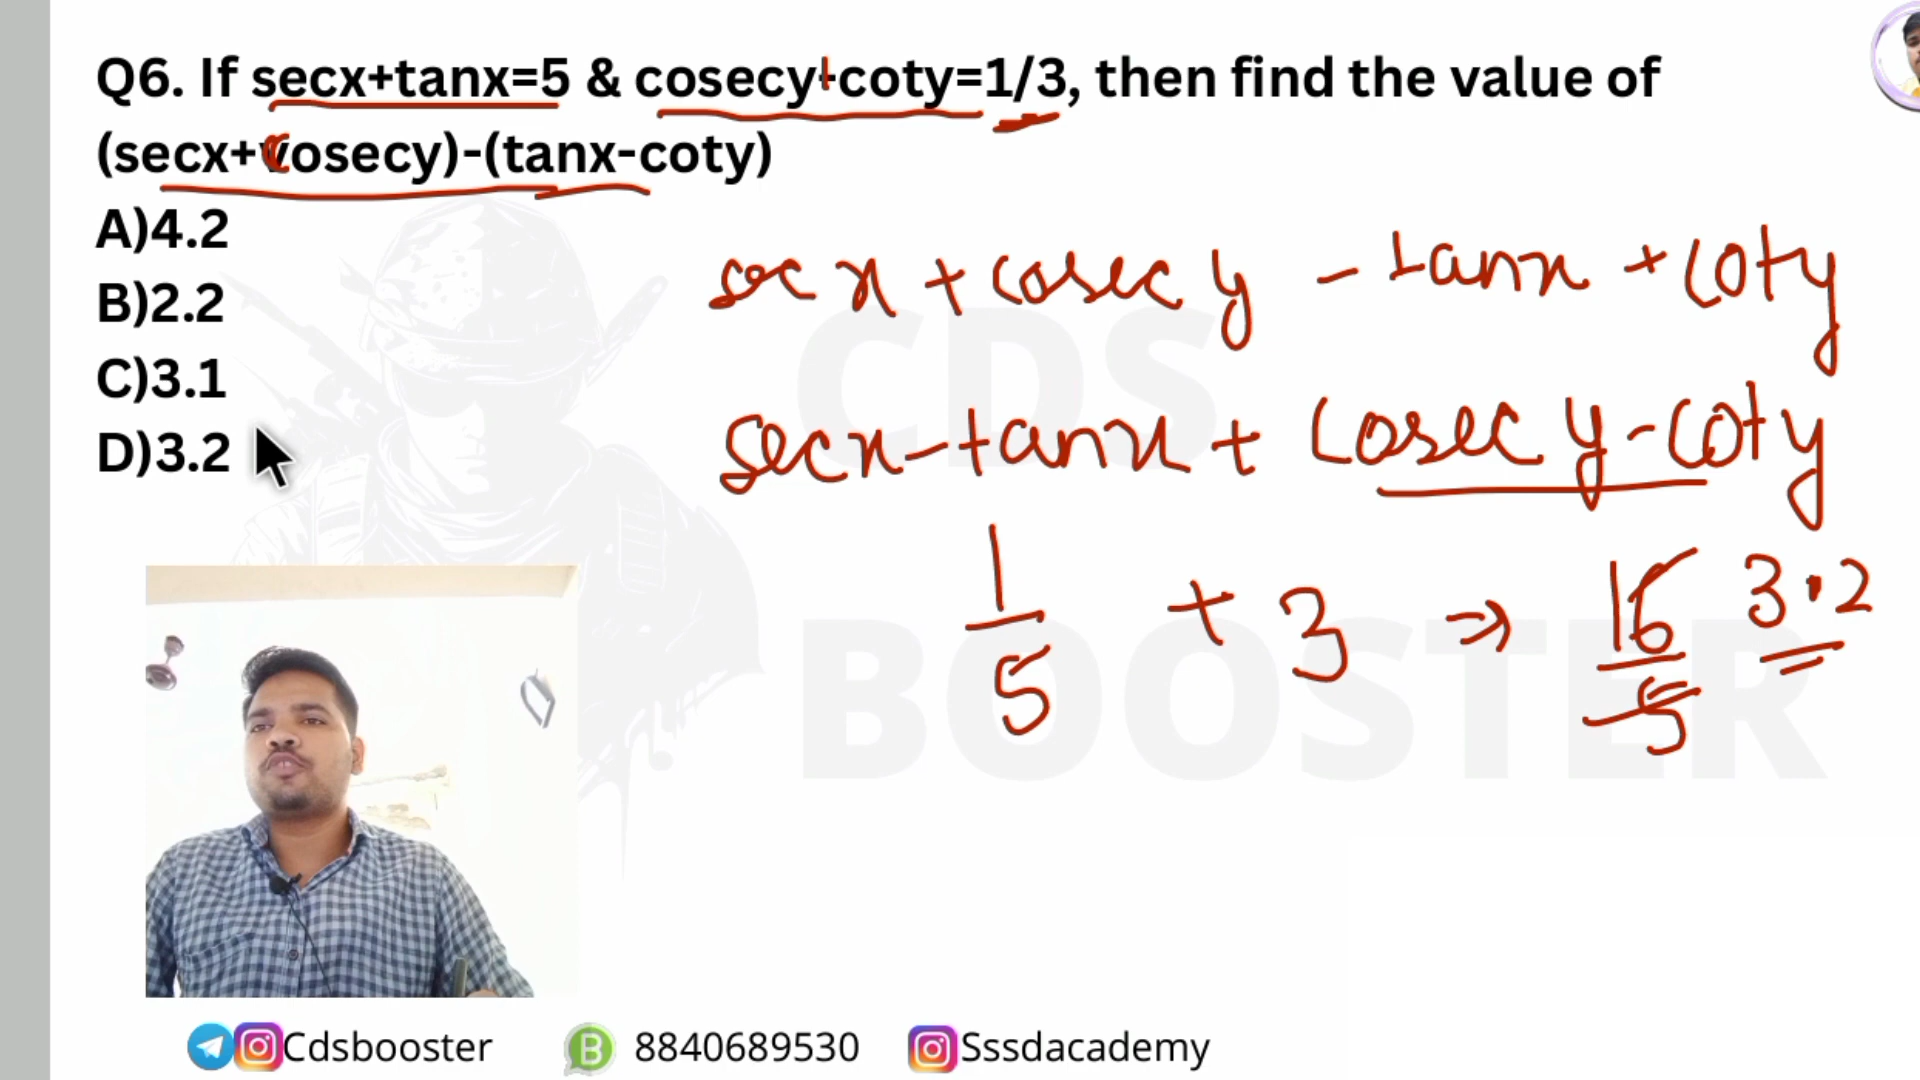 Q6. If secx+tanx=5 & cosecy+coty=1/3, then find the value of
(secx+cosecy)-(tanx-coty)
A)4.2
B)2.2
C)3.1
D)3.2
sec x + cosec y - tanx + coty
secx - tanx + cosec y - coty
1/5 + 3 ⇒ 16/5 3.2
CDS
BOOSTER
Cdsbooster 8840689530 Sssdacademy